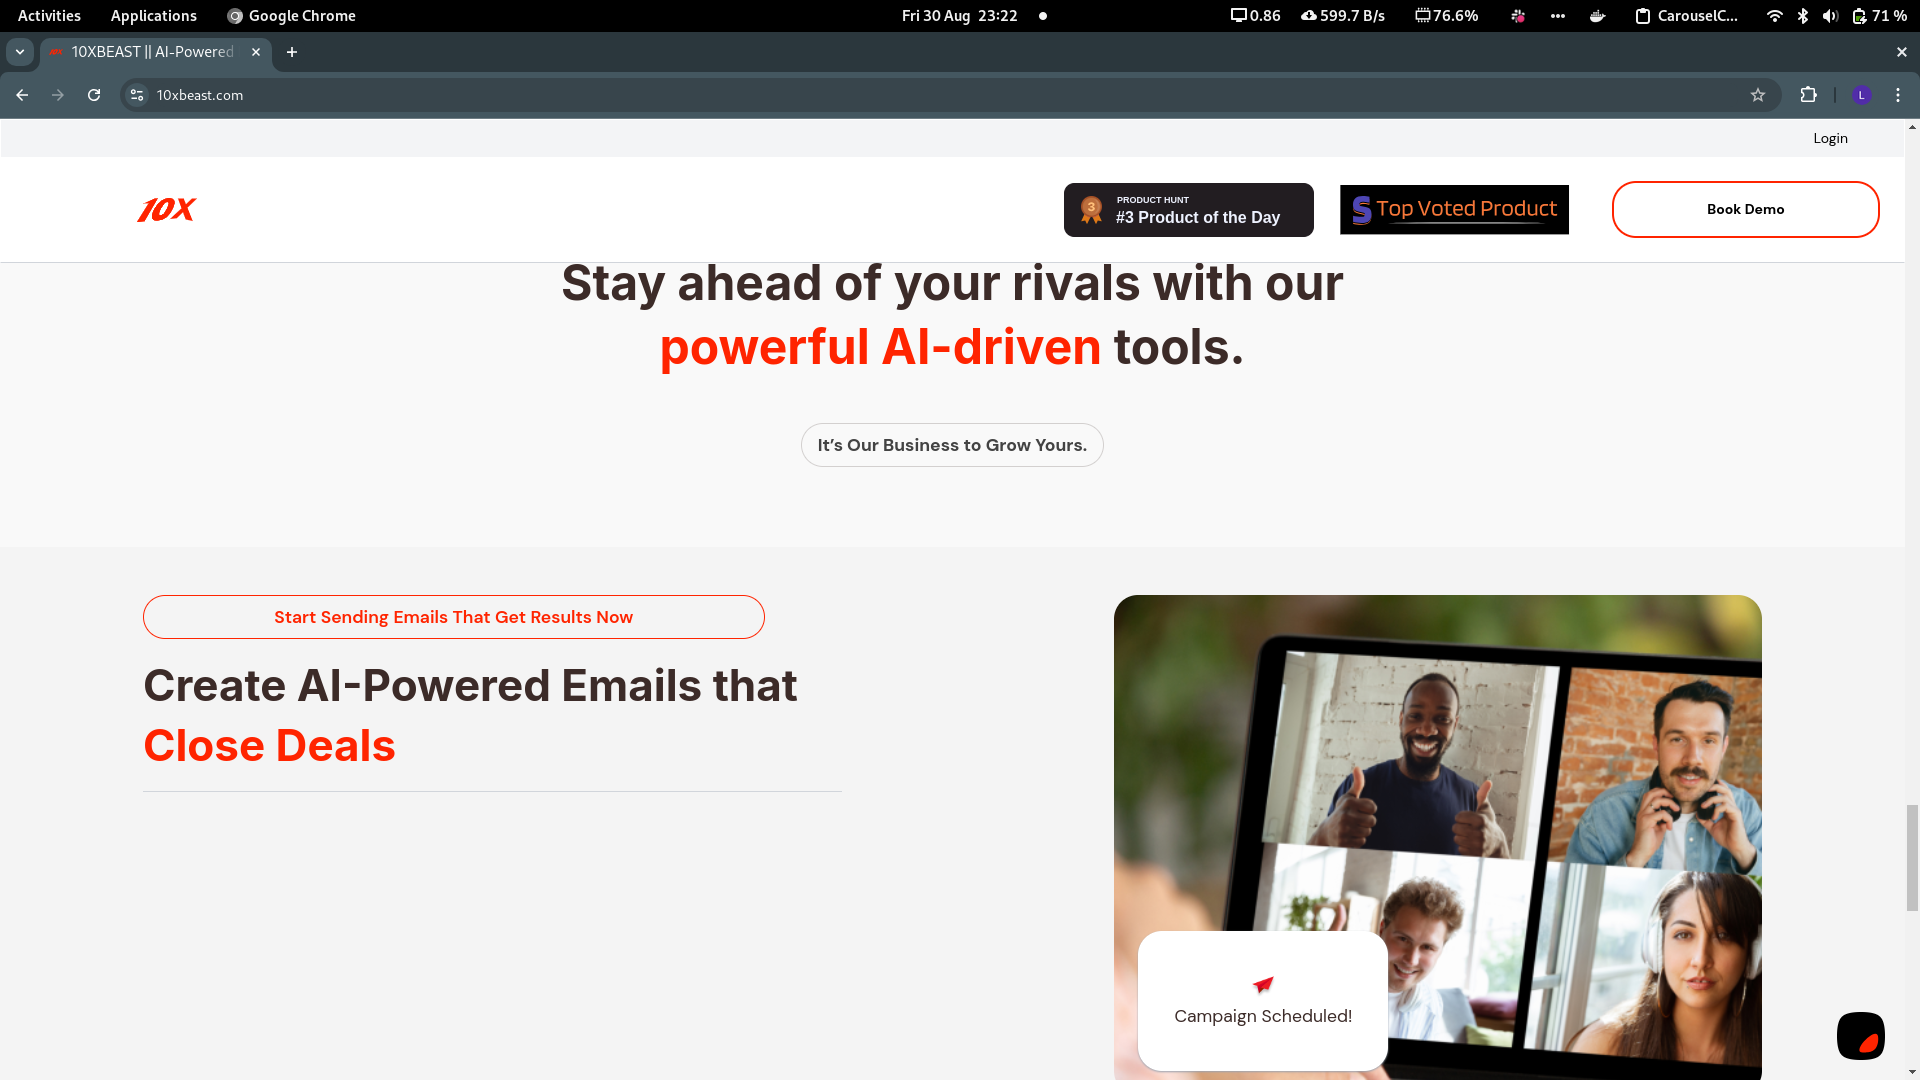 Activities Applications Google Chrome Fri 30 Aug 23:22 0.86 599.7 B/s 76.6% CarouselC... 71 %
10XBEAST || AI-Powered
10xbeast.com L
Login
10X
PRODUCT HUNT
3 #3 Product of the Day
S Top Voted Product
Book Demo
Stay ahead of your rivals with our
powerful AI-driven tools.
It’s Our Business to Grow Yours.
Start Sending Emails That Get Results Now
Create AI-Powered Emails that
Close Deals
Campaign Scheduled!